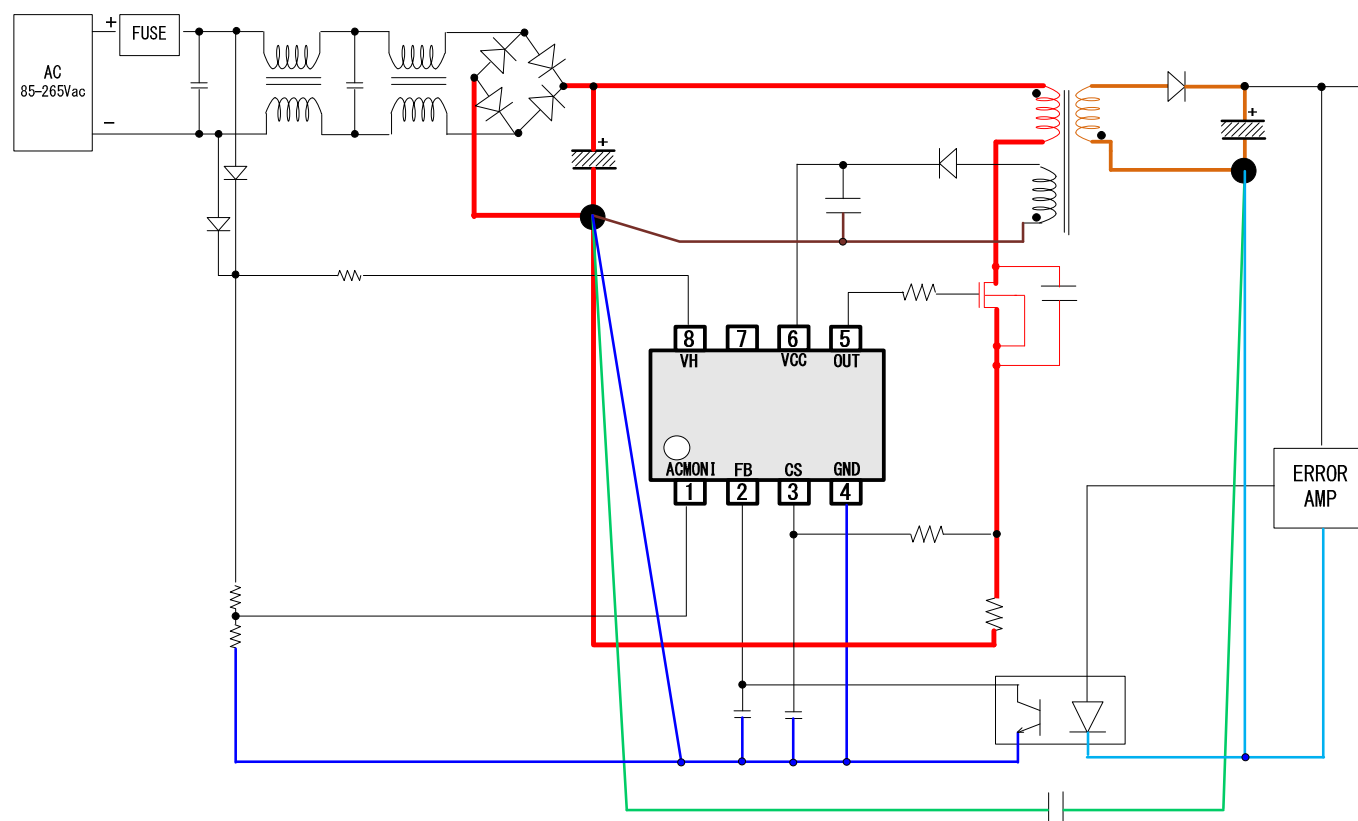 +
FUSE
AC
85-265Vac
−
+
+
8
7
6
5
VH
VCC
OUT
ACMONI
FB
CS
GND
1
2
3
4
ERROR
AMP